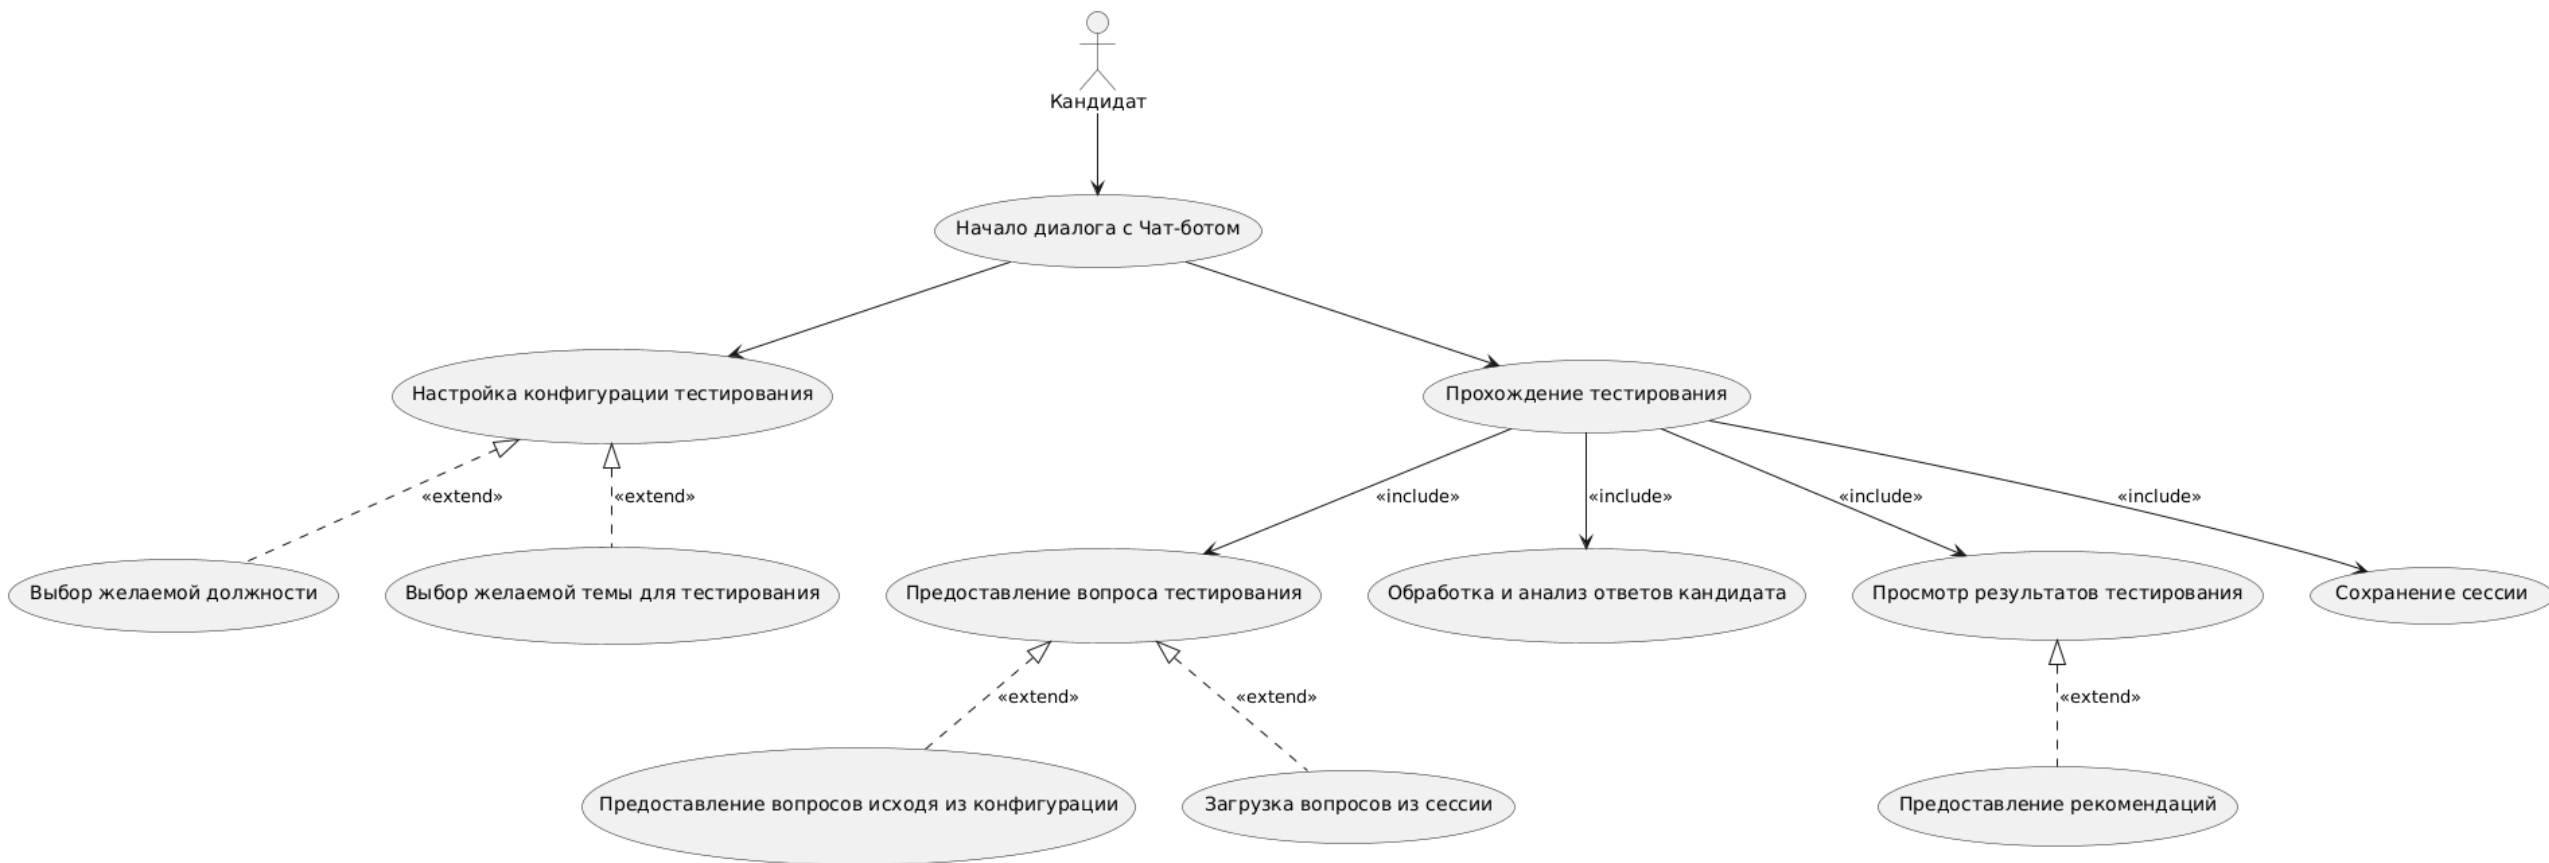 Кандидат
Начало диалога с Чат-ботом
Настройка конфигурации тестирования
Прохождение тестирования
«extend»
«extend»
«include»
«include»
«include»
«include»
Выбор желаемой должности
Выбор желаемой темы для тестирования
Предоставление вопроса тестирования
Обработка и анализ ответов кандидата
Просмотр результатов тестирования
Сохранение сессии
«extend»
«extend»
«extend»
Предоставление вопросов исходя из конфигурации
Загрузка вопросов из сессии
Предоставление рекомендаций